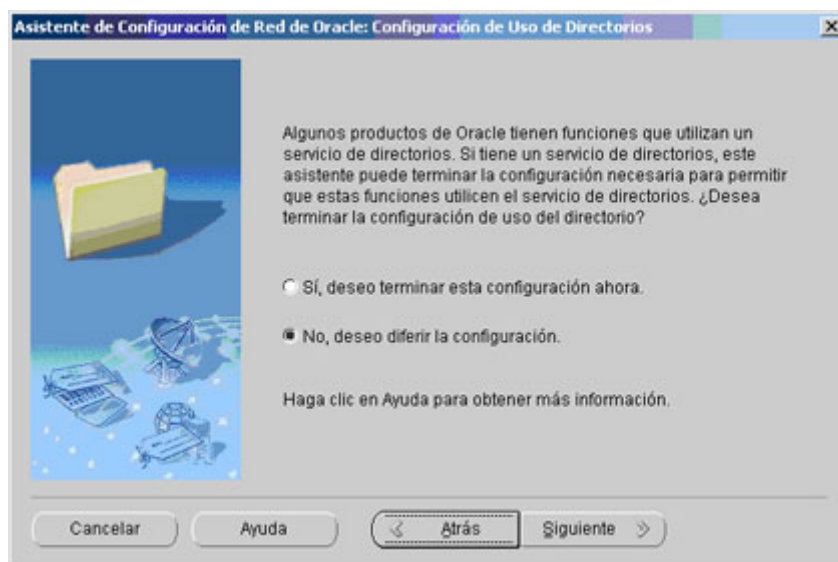 Asistente de Configuración de Red de Oracle: Configuración de Uso de Directorios
Algunos productos de Oracle tienen funciones que utilizan un
servicio de directorios. Si tiene un servicio de directorios, este
asistente puede terminar la configuración necesaria para permitir
que estas funciones utilicen el servicio de directorios. ¿Desea
terminar la configuración de uso del directorio?
Sí, deseo terminar esta configuración ahora.
No, deseo diferir la configuración.
Haga clic en Ayuda para obtener más información.
Cancelar
Ayuda
Atrás
Siguiente